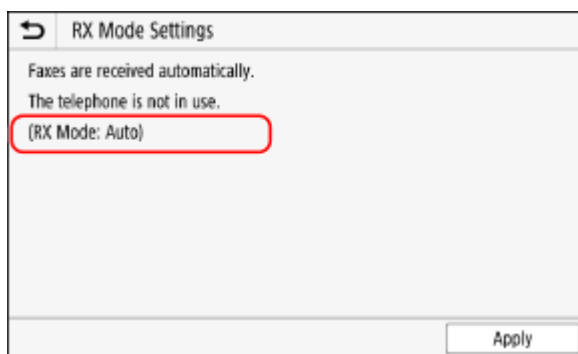 RX Mode Settings
Faxes are received automatically.
The telephone is not in use.
(RX Mode: Auto)
Apply